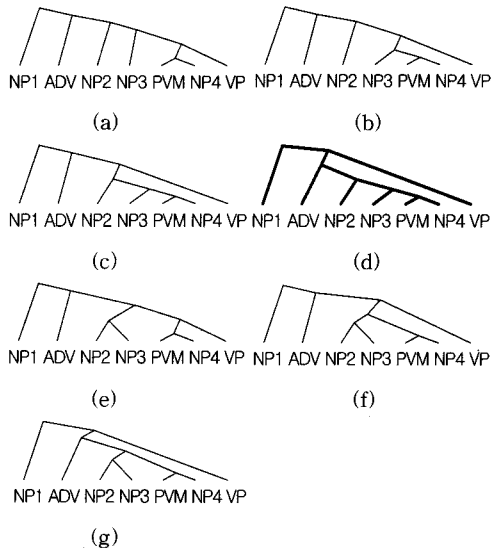 NP1 ADV NP2 NP3 PVM NP4 VP NP1 ADV NP2 NP3 PVM NP4 VP
(a) (b)
NP1 ADV NP2 NP3 PVM NP4 VP NP1 ADV NP2 NP3 PVM NP4 VP
(c) (d)
NP1 ADV NP2 NP3 PVM NP4 VP NP1 ADV NP2 NP3 PVM NP4 VP
(e) (f)
NP1 ADV NP2 NP3 PVM NP4 VP
(g)